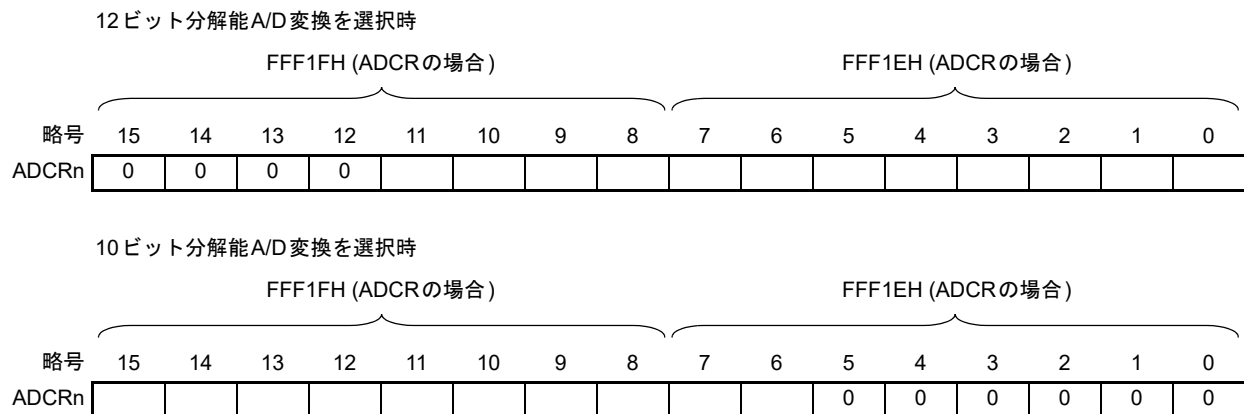 12ビット分解能A/D変換を選択時
FFF1FH (ADCRの場合) FFF1EH (ADCRの場合)
略号 15 14 13 12 11 10 9 8 7 6 5 4 3 2 1 0
ADCRn 0 0 0 0
10ビット分解能A/D変換を選択時
FFF1FH (ADCRの場合) FFF1EH (ADCRの場合)
略号 15 14 13 12 11 10 9 8 7 6 5 4 3 2 1 0
ADCRn 0 0 0 0 0 0